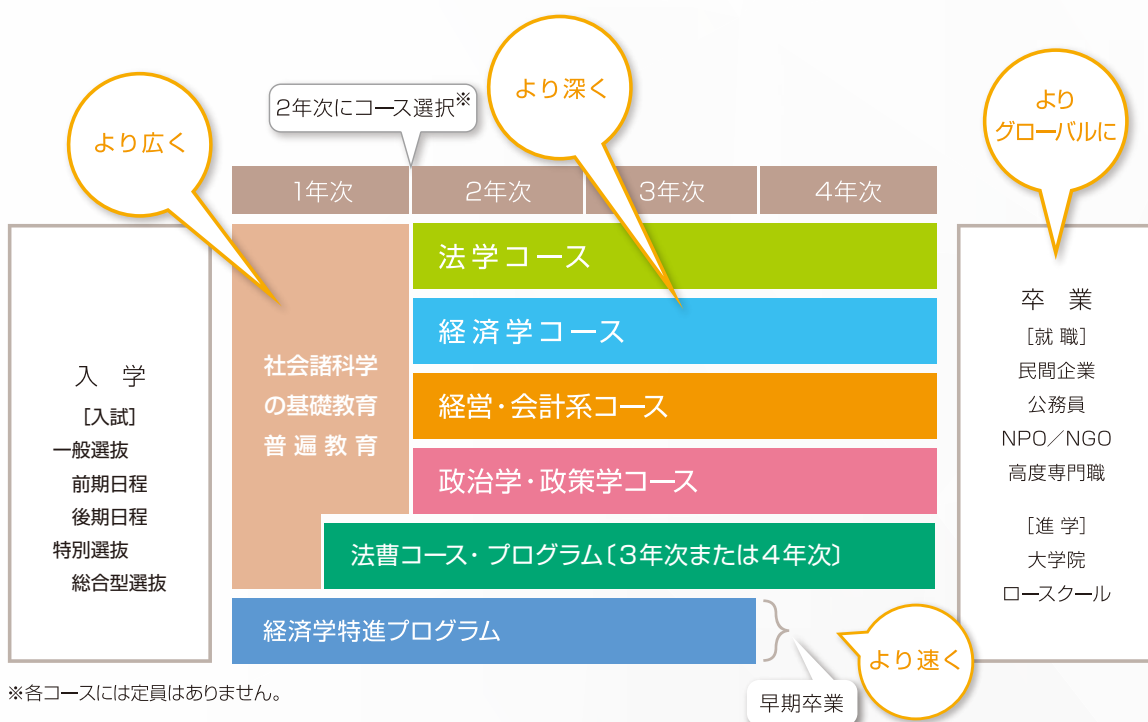 より広く
2年次にコース選択※
より深く
より
グローバルに
1年次
2年次
3年次
4年次
入　学
［入試］
一般選抜
前期日程
後期日程
特別選抜
総合型選抜
社会諸科学
の基礎教育
普遍教育
法学コース
経済学コース
経営・会計系コース
政治学・政策学コース
法曹コース・プログラム〔3年次または4年次〕
経済学特進プログラム
早期卒業
より速く
卒　業
［就 職］
民間企業
公務員
NPO／NGO
高度専門職
［進 学］
大学院
ロースクール
※各コースには定員はありません。